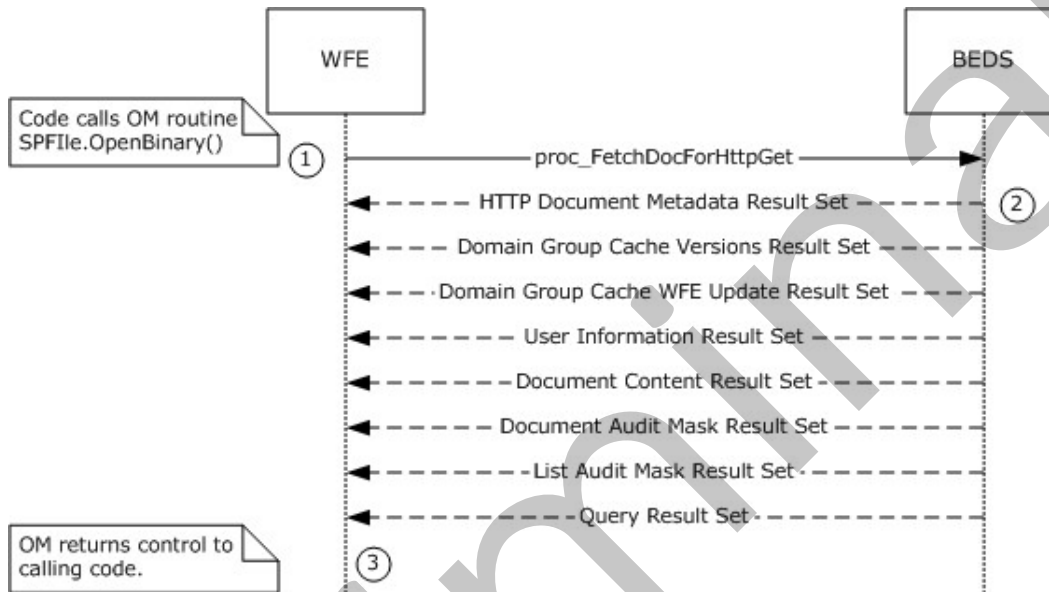 WFE
BEDS
Code calls OM routine
SPFIle.OpenBinary()
1
proc_FetchDocForHttpGet
HTTP Document Metadata Result Set
2
Domain Group Cache Versions Result Set
Domain Group Cache WFE Update Result Set
User Information Result Set
Document Content Result Set
Document Audit Mask Result Set
List Audit Mask Result Set
Query Result Set
OM returns control to
calling code.
3